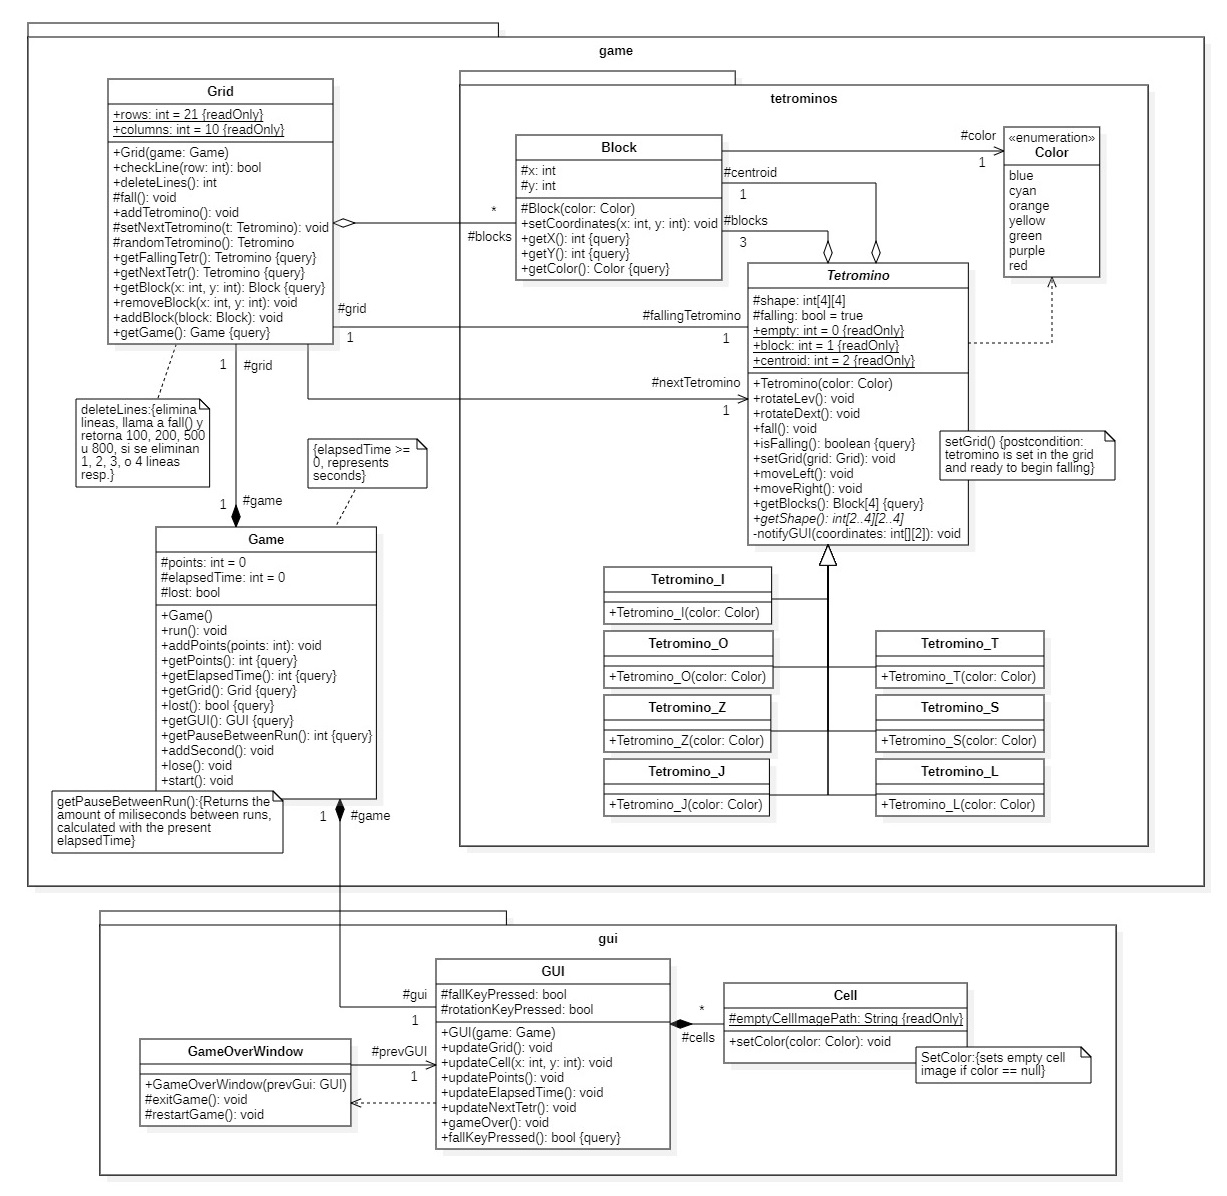 game
Grid
+rows: int = 21 {readOnly}
+columns: int = 10 {readOnly}
+Grid(game: Game)
+checkLine(row: int): bool
+deleteLines(): int
#fall(): void
+addTetromino(): void
#setNextTetromino(t: Tetromino): void
#randomTetromino(): Tetromino
+getFallingTetr(): Tetromino {query}
+getNextTetr(): Tetromino {query}
+getBlock(x: int, y: int): Block {query}
+removeBlock(x: int, y: int): void
+addBlock(block: Block): void
+getGame(): Game {query}
tetrominos
Block
#x: int
#y: int
#Block(color: Color)
+setCoordinates(x: int, y: int): void
+getX(): int {query}
+getY(): int {query}
+getColor(): Color {query}
#color
1
«enumeration»
Color
blue
cyan
orange
yellow
green
purple
red
#centroid
1
#blocks
3
*
#blocks
Tetromino
#shape: int[4][4]
#falling: bool = true
+empty: int = 0 {readOnly}
+block: int = 1 {readOnly}
+centroid: int = 2 {readOnly}
+Tetromino(color: Color)
+rotateLev(): void
+rotateDext(): void
+fall(): void
+isFalling(): boolean {query}
+setGrid(grid: Grid): void
+moveLeft(): void
+moveRight(): void
+getBlocks(): Block[4] {query}
+getShape(): int[2..4][2..4]
-notifyGUI(coordinates: int[][2]): void
#grid
1
#fallingTetromino
1
#nextTetromino
1
setGrid() {postcondition:
tetromino is set in the grid
and ready to begin falling}
1
#grid
deleteLines:{elimina
lineas, llama a fall() y
retorna 100, 200, 500
u 800, si se eliminan
1, 2, 3, o 4 lineas
resp.}
{elapsedTime >=
0, represents
seconds}
1
#game
Game
#points: int = 0
#elapsedTime: int = 0
#lost: bool
+Game()
+run(): void
+addPoints(points: int): void
+getPoints(): int {query}
+getElapsedTime(): int {query}
+getGrid(): Grid {query}
+lost(): bool {query}
+getGUI(): GUI {query}
+getPauseBetweenRun(): int {query}
+addSecond(): void
+lose(): void
+start(): void
getPauseBetweenRun():{Returns the
amount of miliseconds between runs,
calculated with the present
elapsedTime}
1
#game
Tetromino_I
+Tetromino_I(color: Color)
Tetromino_O
+Tetromino_O(color: Color)
Tetromino_T
+Tetromino_T(color: Color)
Tetromino_Z
+Tetromino_Z(color: Color)
Tetromino_S
+Tetromino_S(color: Color)
Tetromino_J
+Tetromino_J(color: Color)
Tetromino_L
+Tetromino_L(color: Color)
gui
GUI
#fallKeyPressed: bool
#rotationKeyPressed: bool
+GUI(game: Game)
+updateGrid(): void
+updateCell(x: int, y: int): void
+updatePoints(): void
+updateElapsedTime(): void
+updateNextTetr(): void
+gameOver(): void
+fallKeyPressed(): bool {query}
#gui
1
*
#cells
Cell
#emptyCellImagePath: String {readOnly}
+setColor(color: Color): void
SetColor:{sets empty cell
image if color == null}
GameOverWindow
+GameOverWindow(prevGui: GUI)
#exitGame(): void
#restartGame(): void
#prevGUI
1